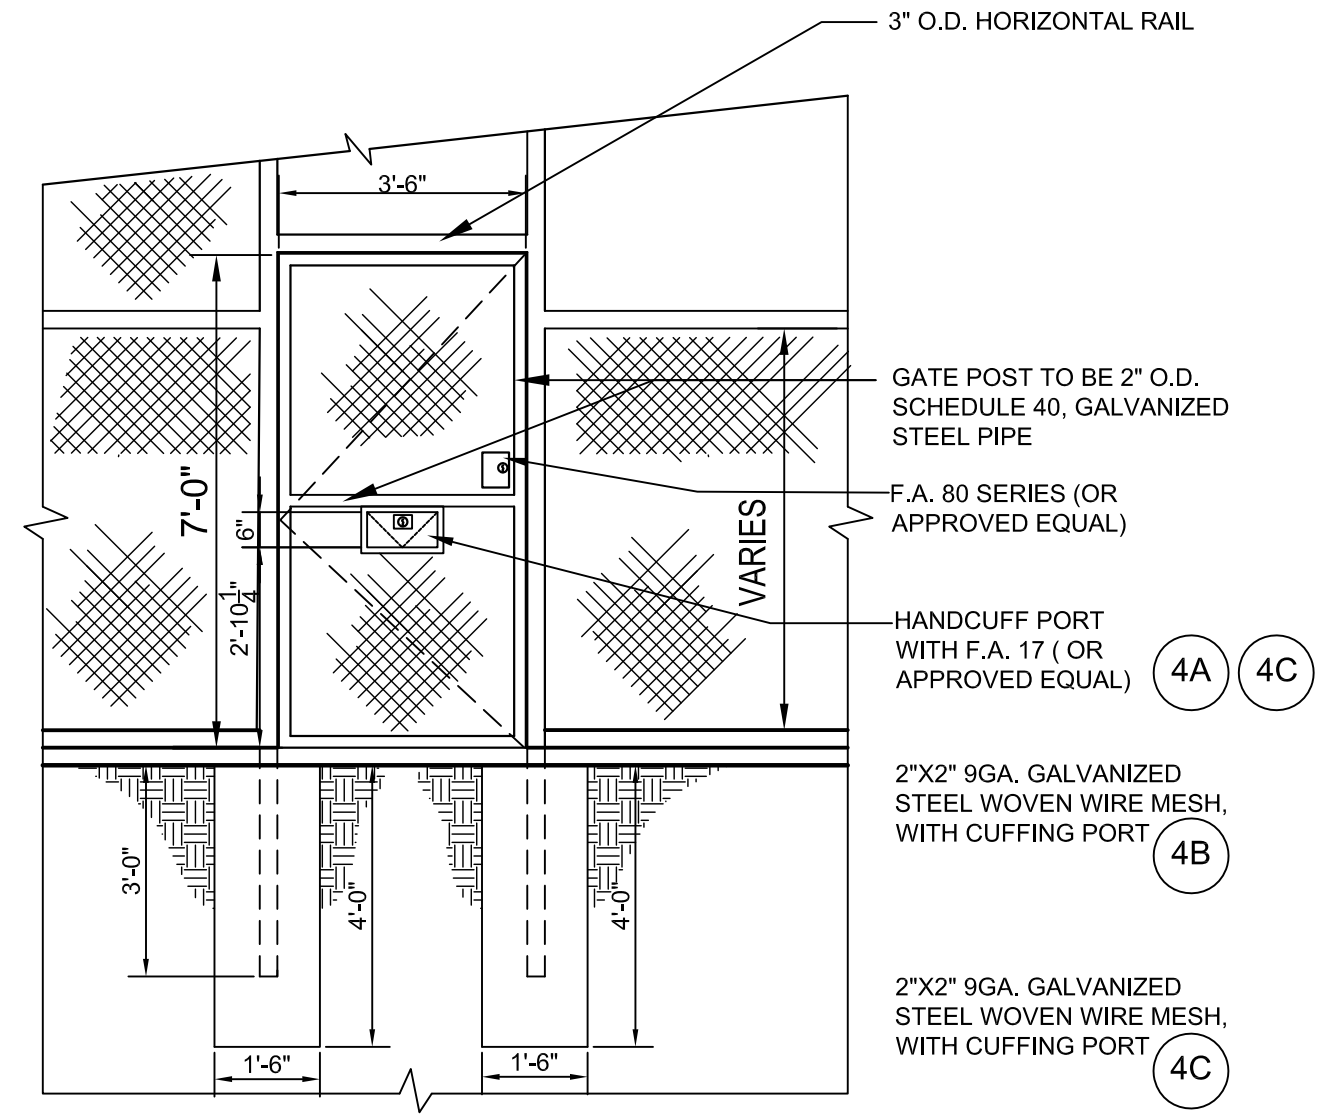 3" O.D. HORIZONTAL RAIL
3'-6"
GATE POST TO BE 2" O.D.
SCHEDULE 40, GALVANIZED
STEEL PIPE
7'-0"
F.A. 80 SERIES (OR
APPROVED EQUAL)
6"
VARIES
2'-10 1/4"
HANDCUFF PORT
WITH F.A. 17 ( OR
APPROVED EQUAL)
4A
4C
2"X2" 9GA. GALVANIZED
STEEL WOVEN WIRE MESH,
WITH CUFFING PORT
4B
3'-0"
4'-0"
4'-0"
2"X2" 9GA. GALVANIZED
STEEL WOVEN WIRE MESH,
WITH CUFFING PORT
4C
1'-6"
1'-6"